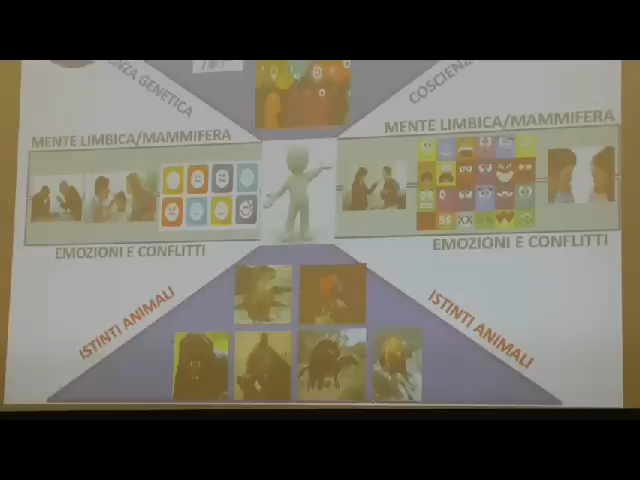 NZA GENETICA
COSCIENZ
MENTE LIMBICA/MAMMIFERA
MENTE LIMBICA/MAMMIFERA
EMOZIONI E CONFLITTI
EMOZIONI E CONFLITTI
ISTINTI ANIMALI
ISTINTI ANIMALI